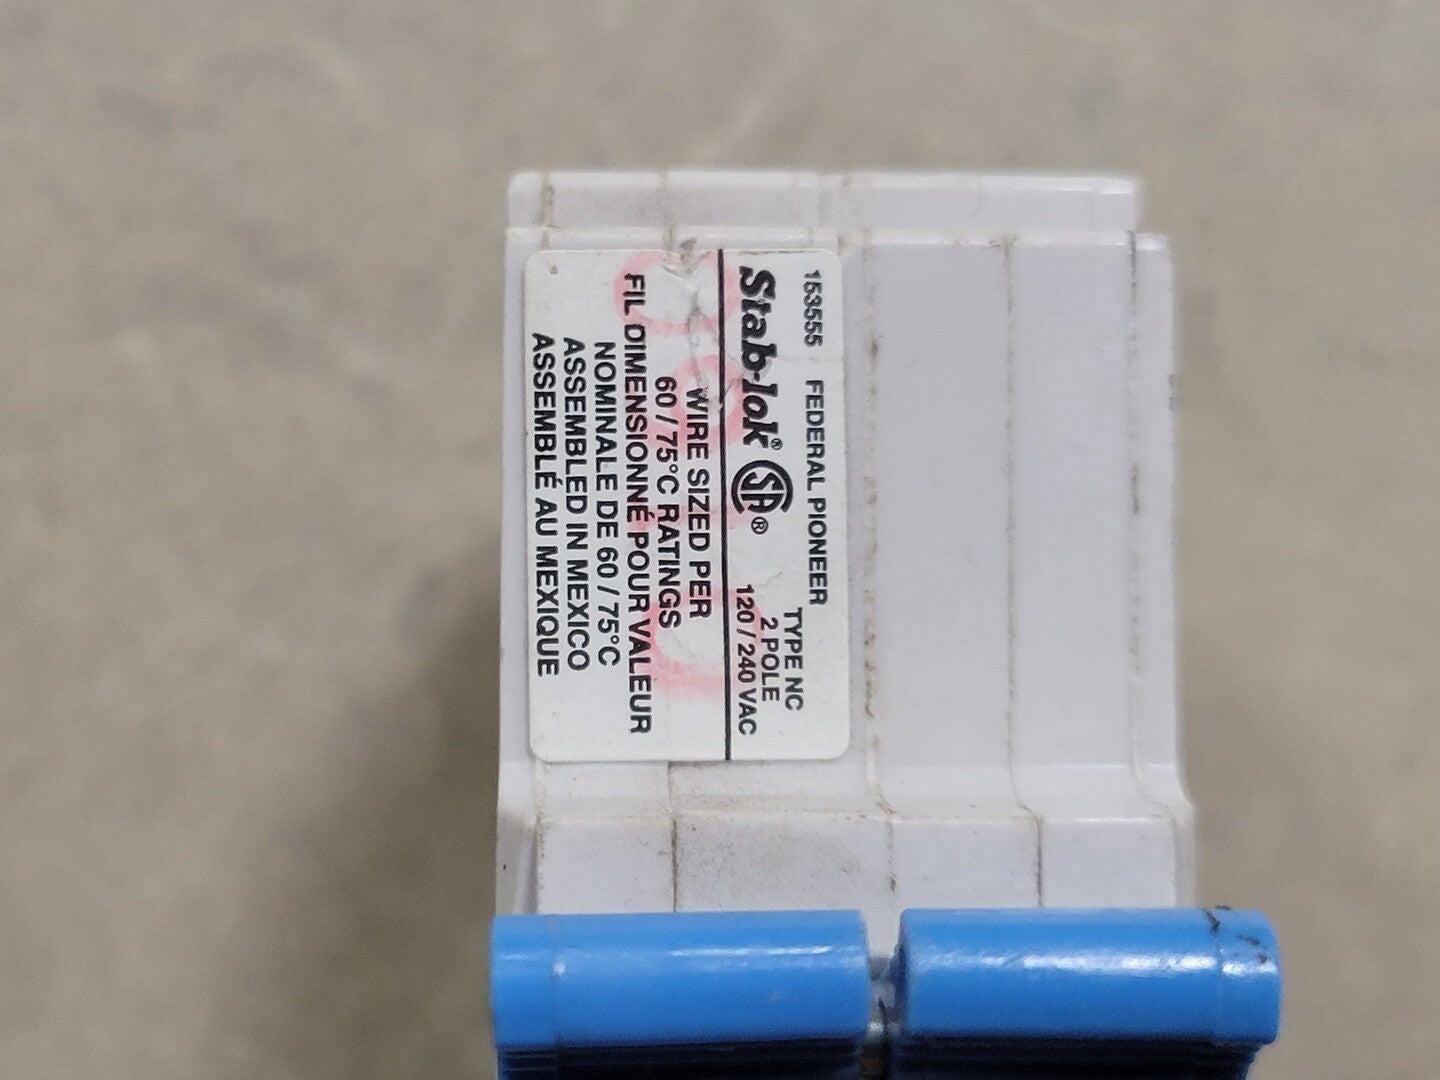 153555 FEDERAL PIONEER
TYPE NC
Stab-lok® SA® 2 POLE
120 / 240 VAC
WIRE SIZED PER
60 / 75°C RATINGS
FIL DIMENSIONNÉ POUR VALEUR
NOMINALE DE 60 / 75°C
ASSEMBLED IN MEXICO
ASSEMBLÉ AU MEXIQUE